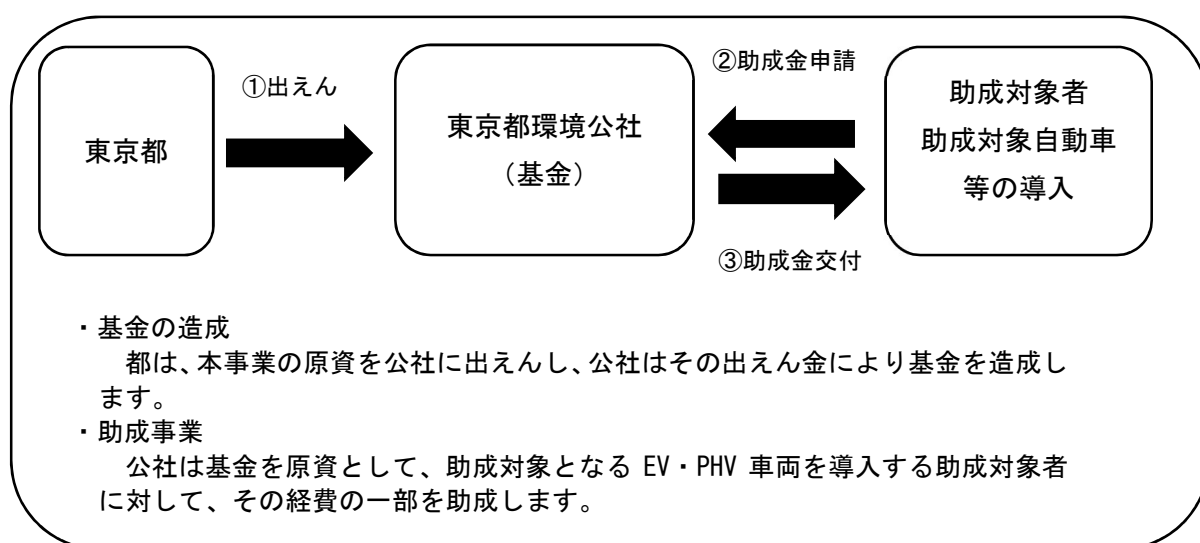 ①出えん
②助成金申請
東京都
東京都環境公社
（基金）
助成対象者
助成対象自動車
等の導入
③助成金交付
・基金の造成
都は、本事業の原資を公社に出えんし、公社はその出えん金により基金を造成し
ます。
・助成事業
公社は基金を原資として、助成対象となる EV・PHV 車両を導入する助成対象者
に対して、その経費の一部を助成します。